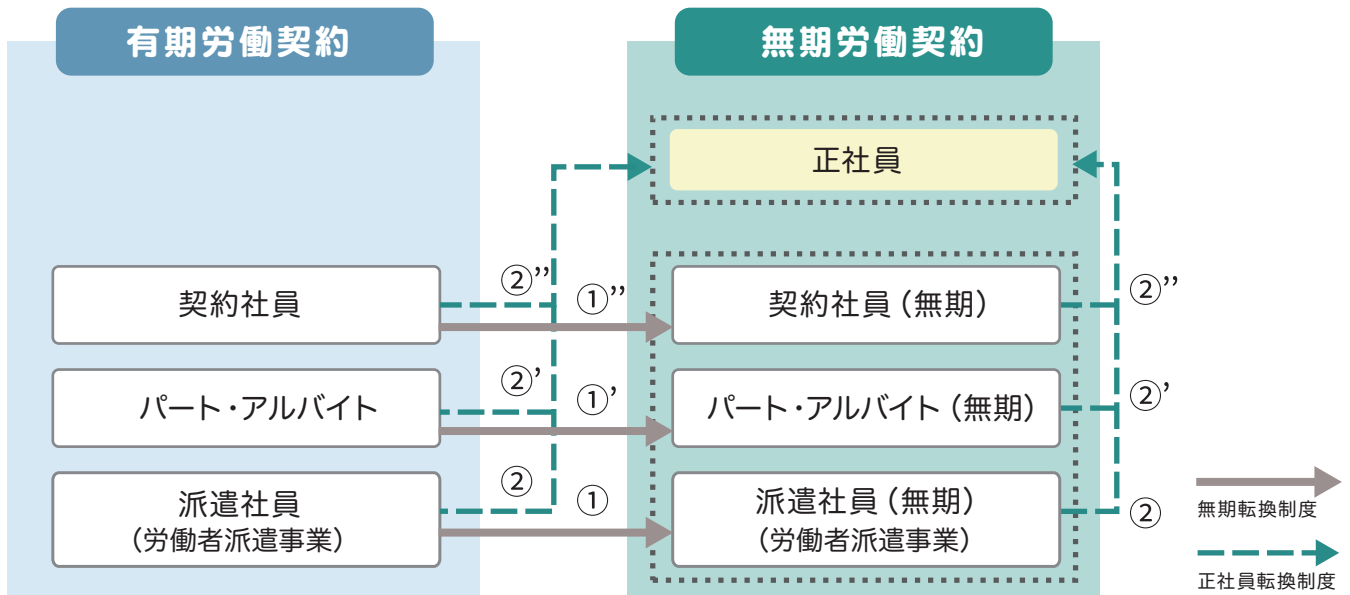 有期労働契約
無期労働契約
正社員
契約社員
②’’
①’’
契約社員(無期)
②’’
パート・アルバイト
②’
①’
パート・アルバイト(無期)
②’
派遣社員
(労働者派遣事業)
②
①
派遣社員(無期)
(労働者派遣事業)
②
無期転換制度
正社員転換制度